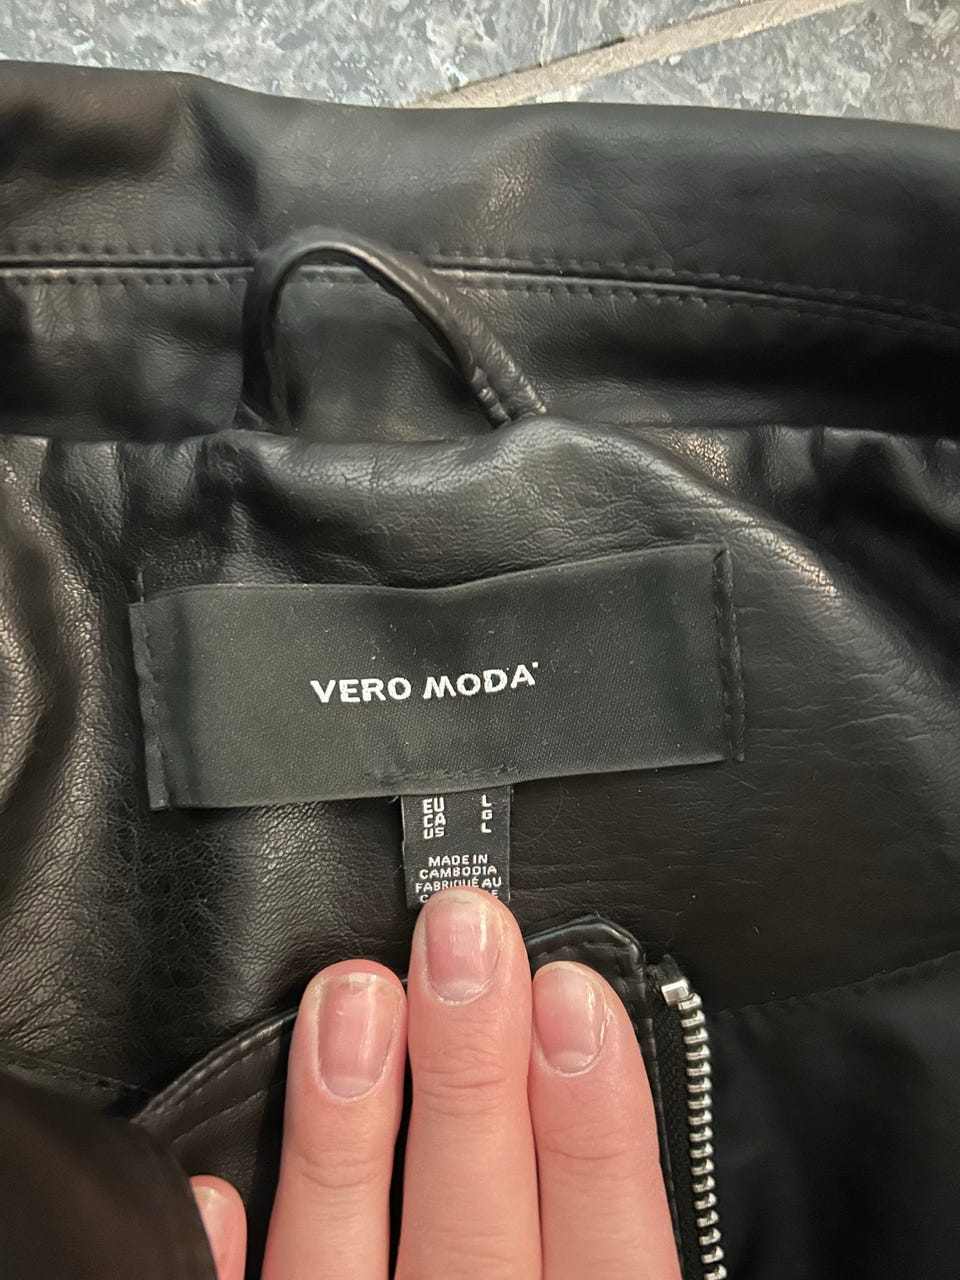 VERO MODA
EU L
CA G
US L
MADE IN
CAMBODIA
FABRIQUÉ AU